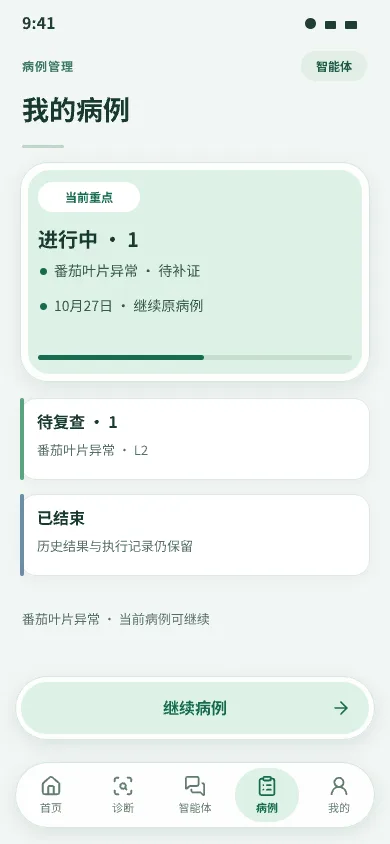 9:41
病例管理
智能体
我的病例
当前重点
进行中 · 1
番茄叶片异常 · 待补证
10月27日 · 继续原病例
待复查 · 1
番茄叶片异常 · L2
已结束
历史结果与执行记录仍保留
番茄叶片异常 · 当前病例可继续
继续病例
首页
诊断
智能体
病例
我的